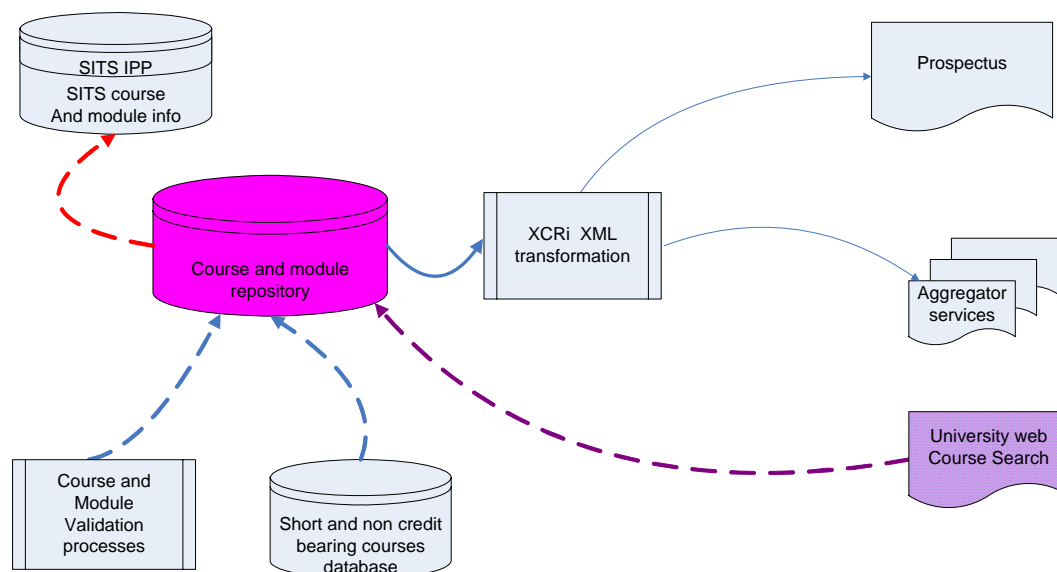 SITS IPP
SITS course
And module info
Prospectus
XCRi XML
transformation
Course and module
repository
Aggregator
services
University web
Course Search
Course and
Module
Validation
processes
Short and non credit
bearing courses
database